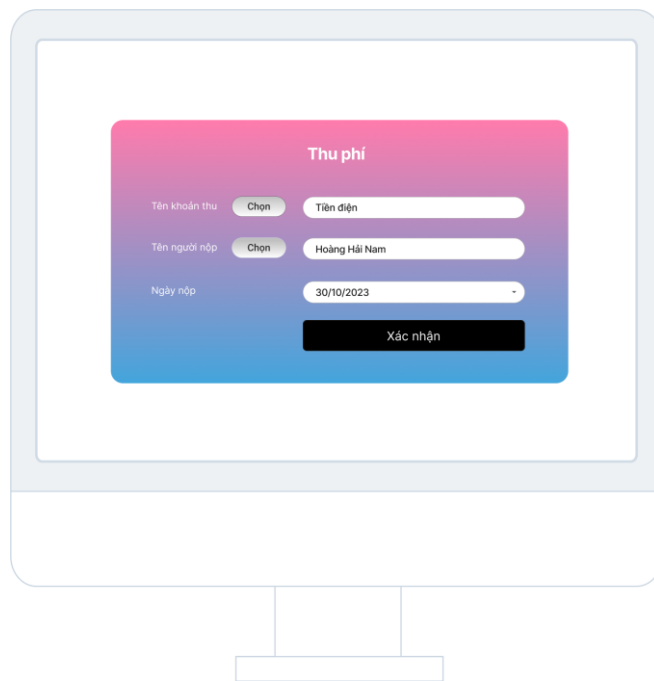 Thu phí
Tên khoản thu Chọn Tiền điện
Tên người nộp Chọn Hoàng Hải Nam
Ngày nộp 30/10/2023
Xác nhận